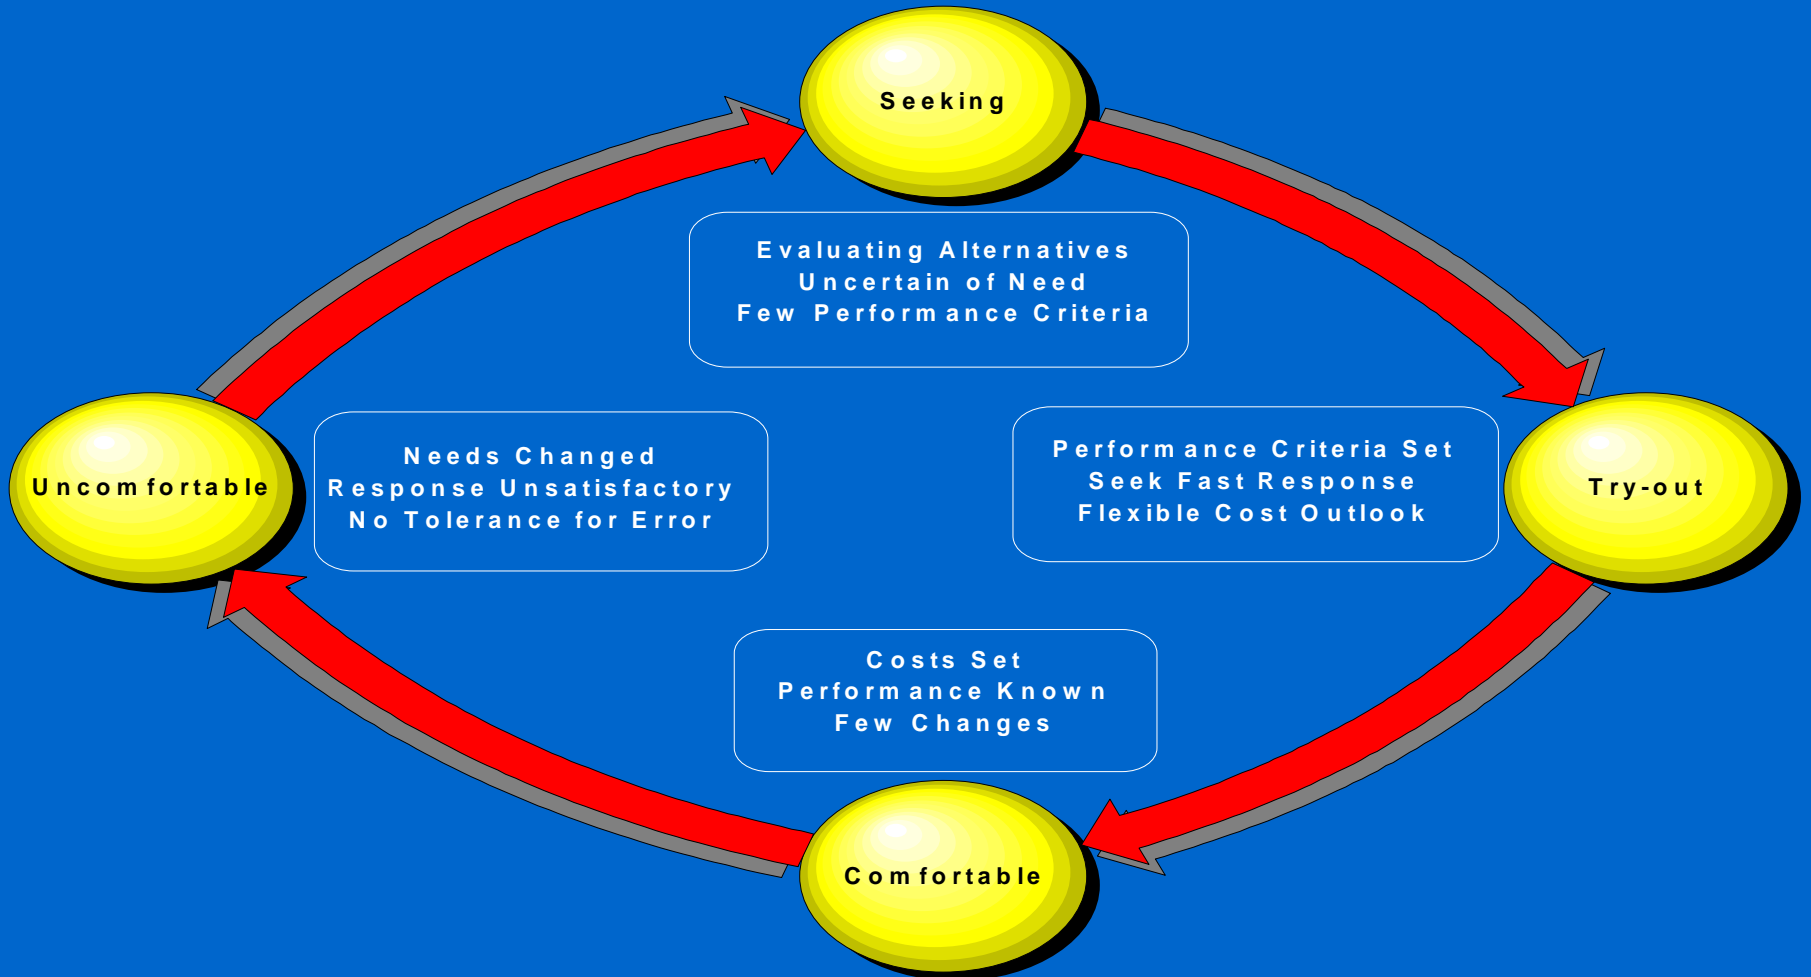 Seeking
Evaluating Alternatives
Uncertain of Need
Few Performance Criteria
Uncomfortable
Needs Changed
Response Unsatisfactory
No Tolerance for Error
Performance Criteria Set
Seek Fast Response
Flexible Cost Outlook
Try-out
Costs Set
Performance Known
Few Changes
Comfortable